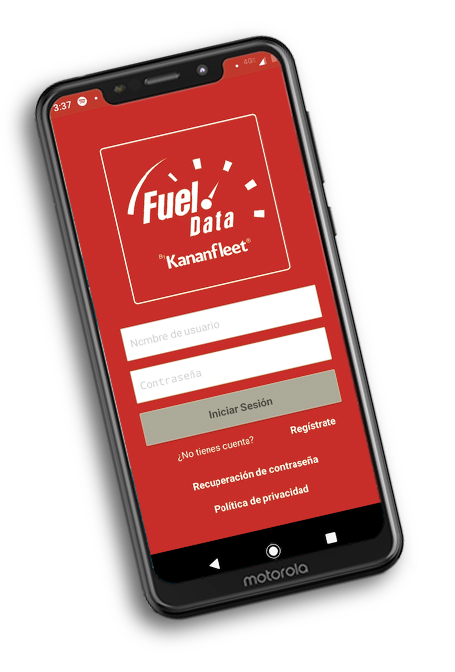 3:37
4G
Fuel
Data
By Kananfleet®
Nombre de usuario
Contraseña
Iniciar Sesión
¿No tienes cuenta? Regístrate
Recuperación de contraseña
Política de privacidad
motorola